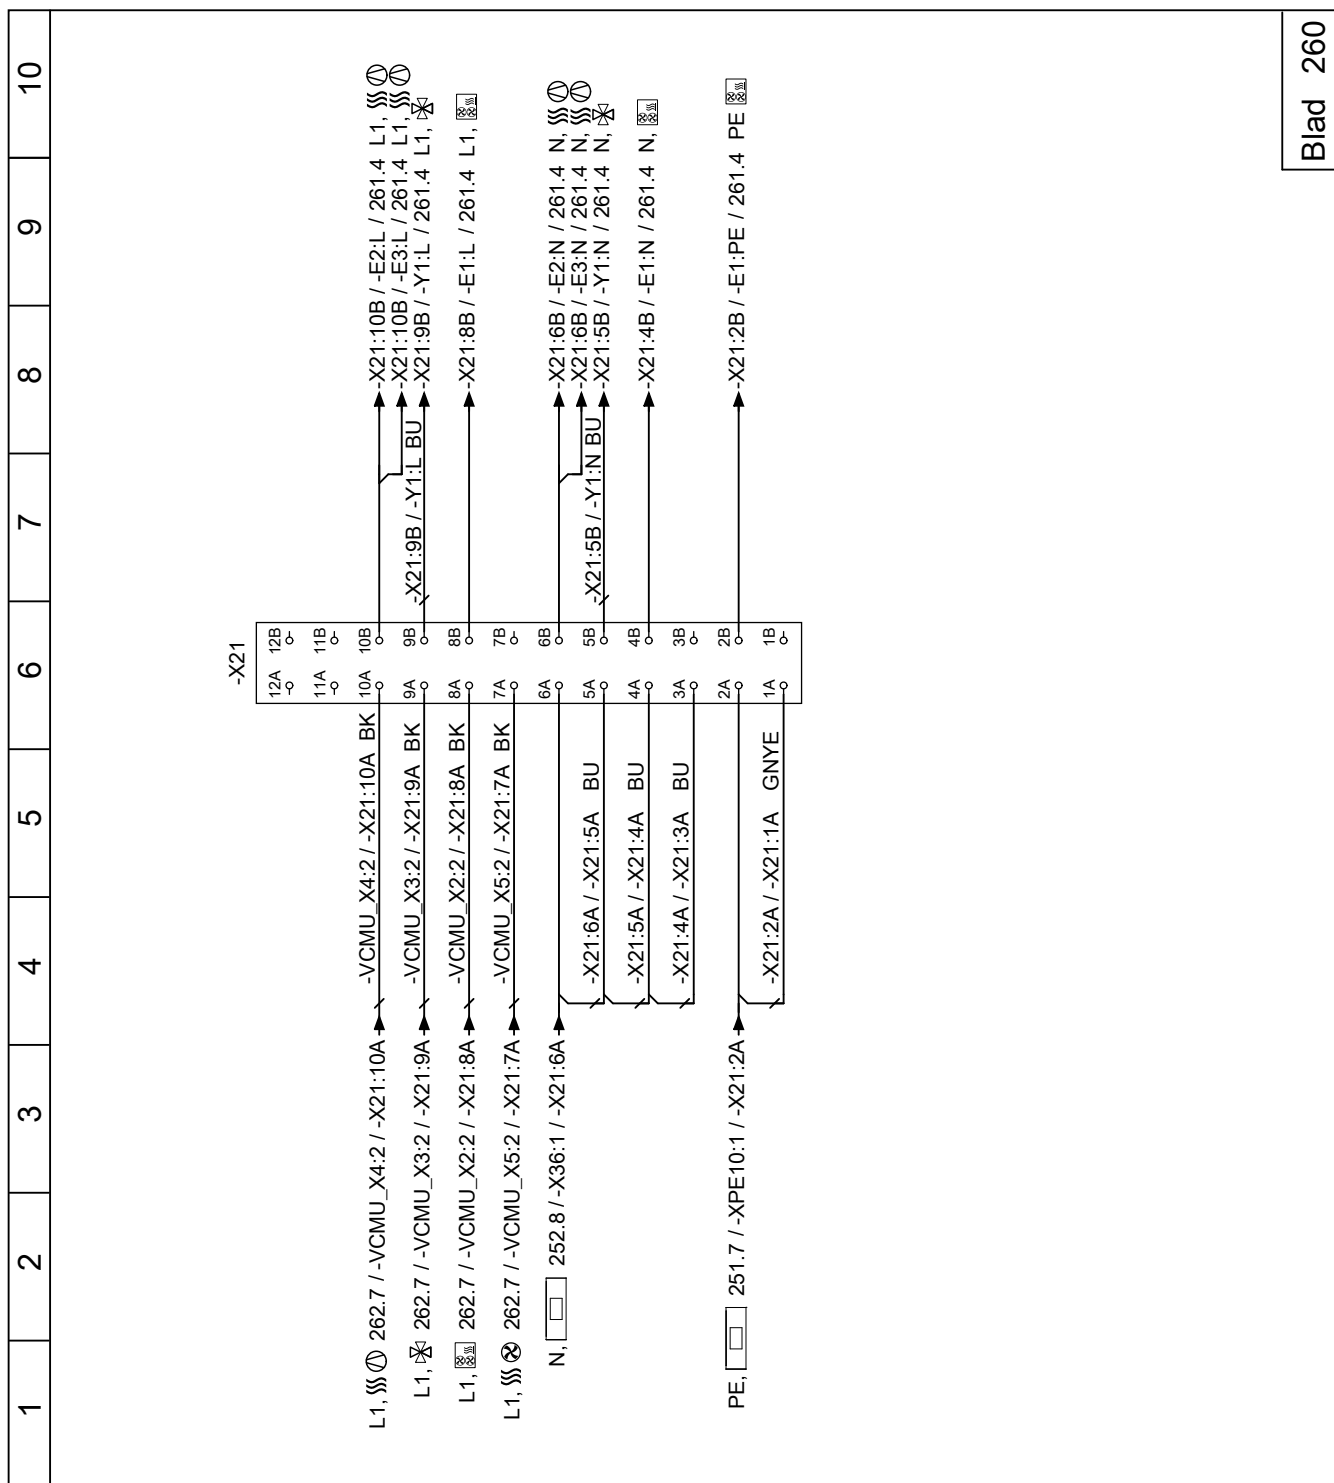 1 2 3 4 5 6 7 8 9 10
-X21
12A 12B
11A 11B
L1, 262.7 / -VCMU_X4:2 / -X21:10A -VCMU_X4:2 / -X21:10A BK 10A 10B -X21:10B / -E2:L / 261.4 L1,
-X21:10B / -E3:L / 261.4 L1,
L1, 262.7 / -VCMU_X3:2 / -X21:9A -VCMU_X3:2 / -X21:9A BK 9A 9B -X21:9B / -Y1:L BU -X21:9B / -Y1:L / 261.4 L1,
L1, 262.7 / -VCMU_X2:2 / -X21:8A -VCMU_X2:2 / -X21:8A BK 8A 8B -X21:8B / -E1:L / 261.4 L1,
L1, 262.7 / -VCMU_X5:2 / -X21:7A -VCMU_X5:2 / -X21:7A BK 7A 7B
N, 252.8 / -X36:1 / -X21:6A 6A 6B -X21:6B / -E2:N / 261.4 N,
-X21:6B / -E3:N / 261.4 N,
-X21:6A / -X21:5A BU 5A 5B -X21:5B / -Y1:N BU -X21:5B / -Y1:N / 261.4 N,
-X21:5A / -X21:4A BU 4A 4B -X21:4B / -E1:N / 261.4 N,
-X21:4A / -X21:3A BU 3A 3B
PE, 251.7 / -XPE10:1 / -X21:2A 2A 2B -X21:2B / -E1:PE / 261.4 PE
-X21:2A / -X21:1A GNYE 1A 1B
Blad 260